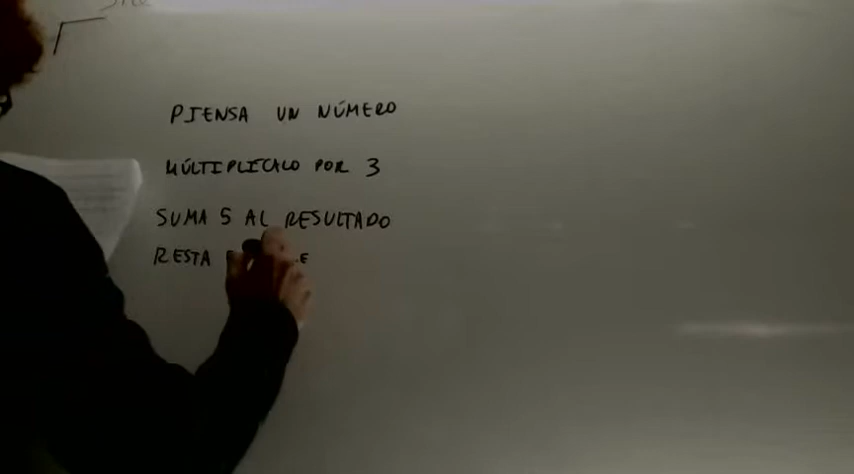 PIENSA UN NÚMERO
MÚLTIPLICALO POR 3
SUMA 5 AL RESULTADO
RESTA